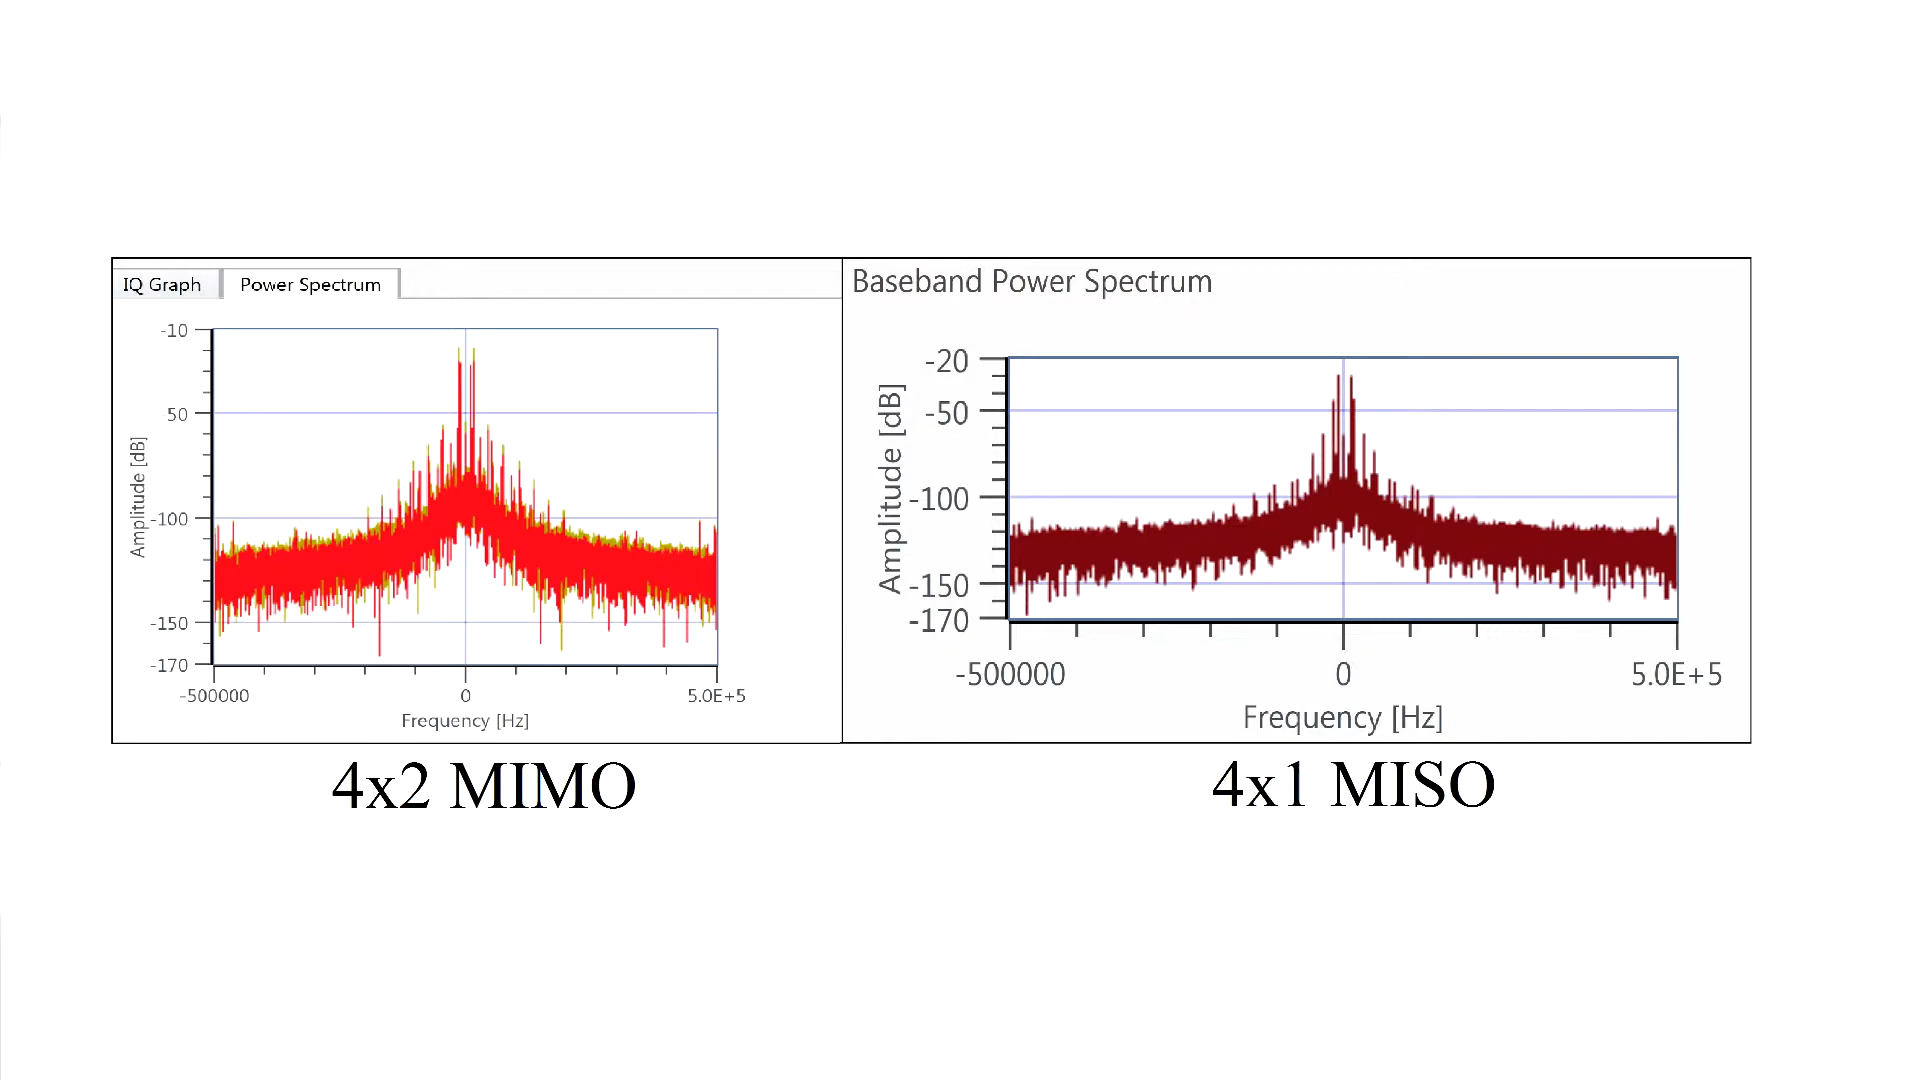 IQ Graph
Power Spectrum
-10
50
-100
-150
-170
Amplitude [dB]
-500000
0
5.0E+5
Frequency [Hz]
4x2 MIMO
Baseband Power Spectrum
-20
-50
-100
-150
-170
Amplitude [dB]
-500000
0
5.0E+5
Frequency [Hz]
4x1 MISO